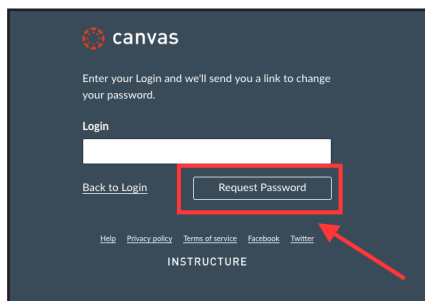 canvas
Enter your Login and we'll send you a link to change
your password.
Login
Back to Login
Request Password
Help Privacy policy Terms of service Facebook Twitter
INSTRUCTURE